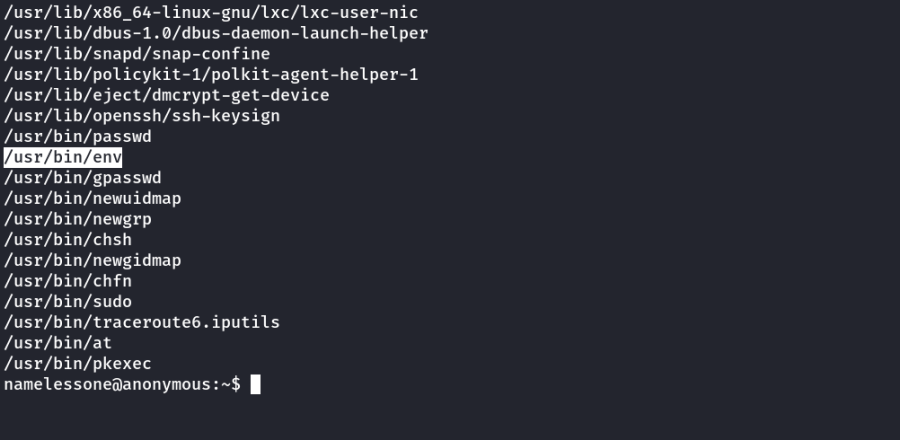 /usr/lib/x86_64-linux-gnu/lxc/lxc-user-nic
/usr/lib/dbus-1.0/dbus-daemon-launch-helper
/usr/lib/snapd/snap-confine
/usr/lib/policykit-1/polkit-agent-helper-1
/usr/lib/eject/dmcrypt-get-device
/usr/lib/openssh/ssh-keysign
/usr/bin/passwd
/usr/bin/env
/usr/bin/gpasswd
/usr/bin/newuidmap
/usr/bin/newgrp
/usr/bin/chsh
/usr/bin/newgidmap
/usr/bin/chfn
/usr/bin/sudo
/usr/bin/traceroute6.iputils
/usr/bin/at
/usr/bin/pkexec
namelessone@anonymous:~$